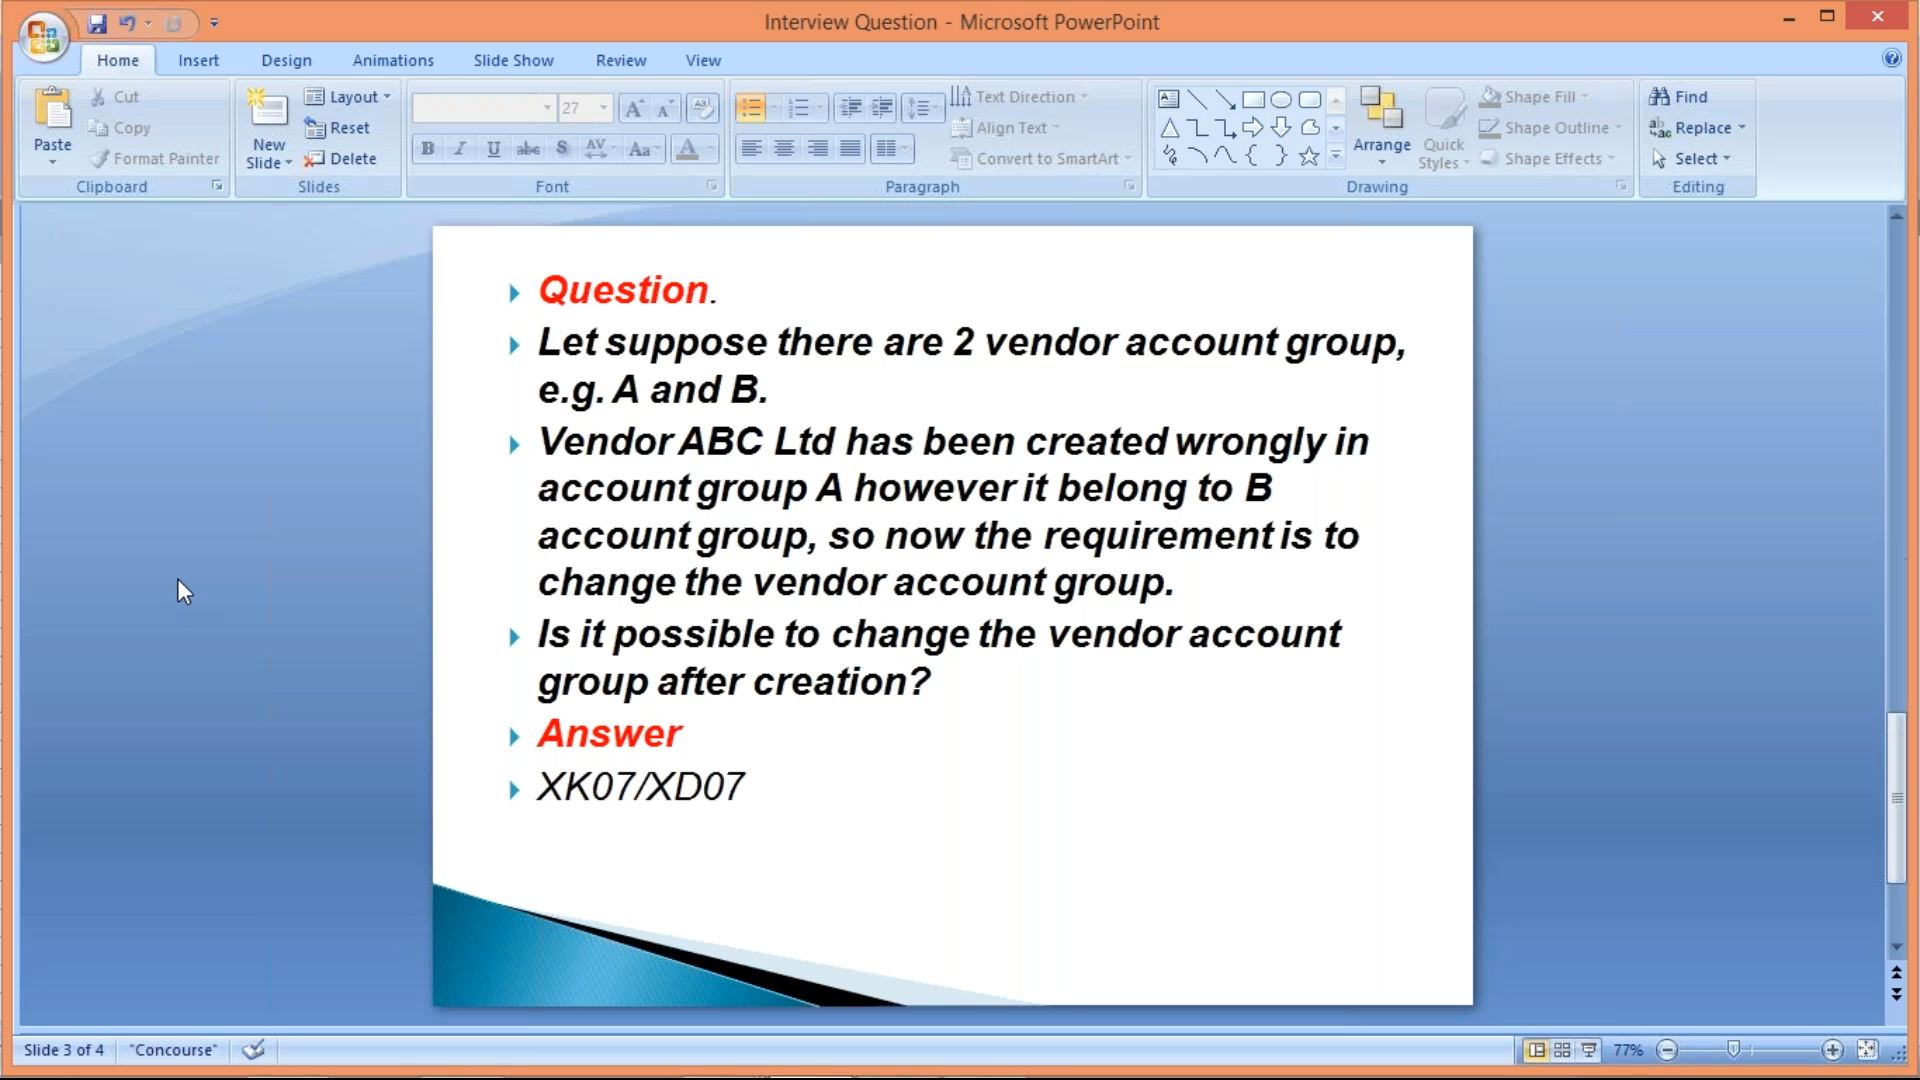 Interview Question - Microsoft PowerPoint
Home Insert Design Animations Slide Show Review View
Paste
Cut
Copy
Format Painter
Clipboard
New Slide
Layout
Reset
Delete
Slides
27
B I U abc S AV Aa A
Font
Text Direction
Align Text
Convert to SmartArt
Paragraph
Arrange
Quick Styles
Shape Fill
Shape Outline
Shape Effects
Drawing
Find
Replace
Select
Editing
Question.
Let suppose there are 2 vendor account group,
e.g. A and B.
Vendor ABC Ltd has been created wrongly in
account group A however it belong to B
account group, so now the requirement is to
change the vendor account group.
Is it possible to change the vendor account
group after creation?
Answer
XK07/XD07
Slide 3 of 4 "Concourse" 77%